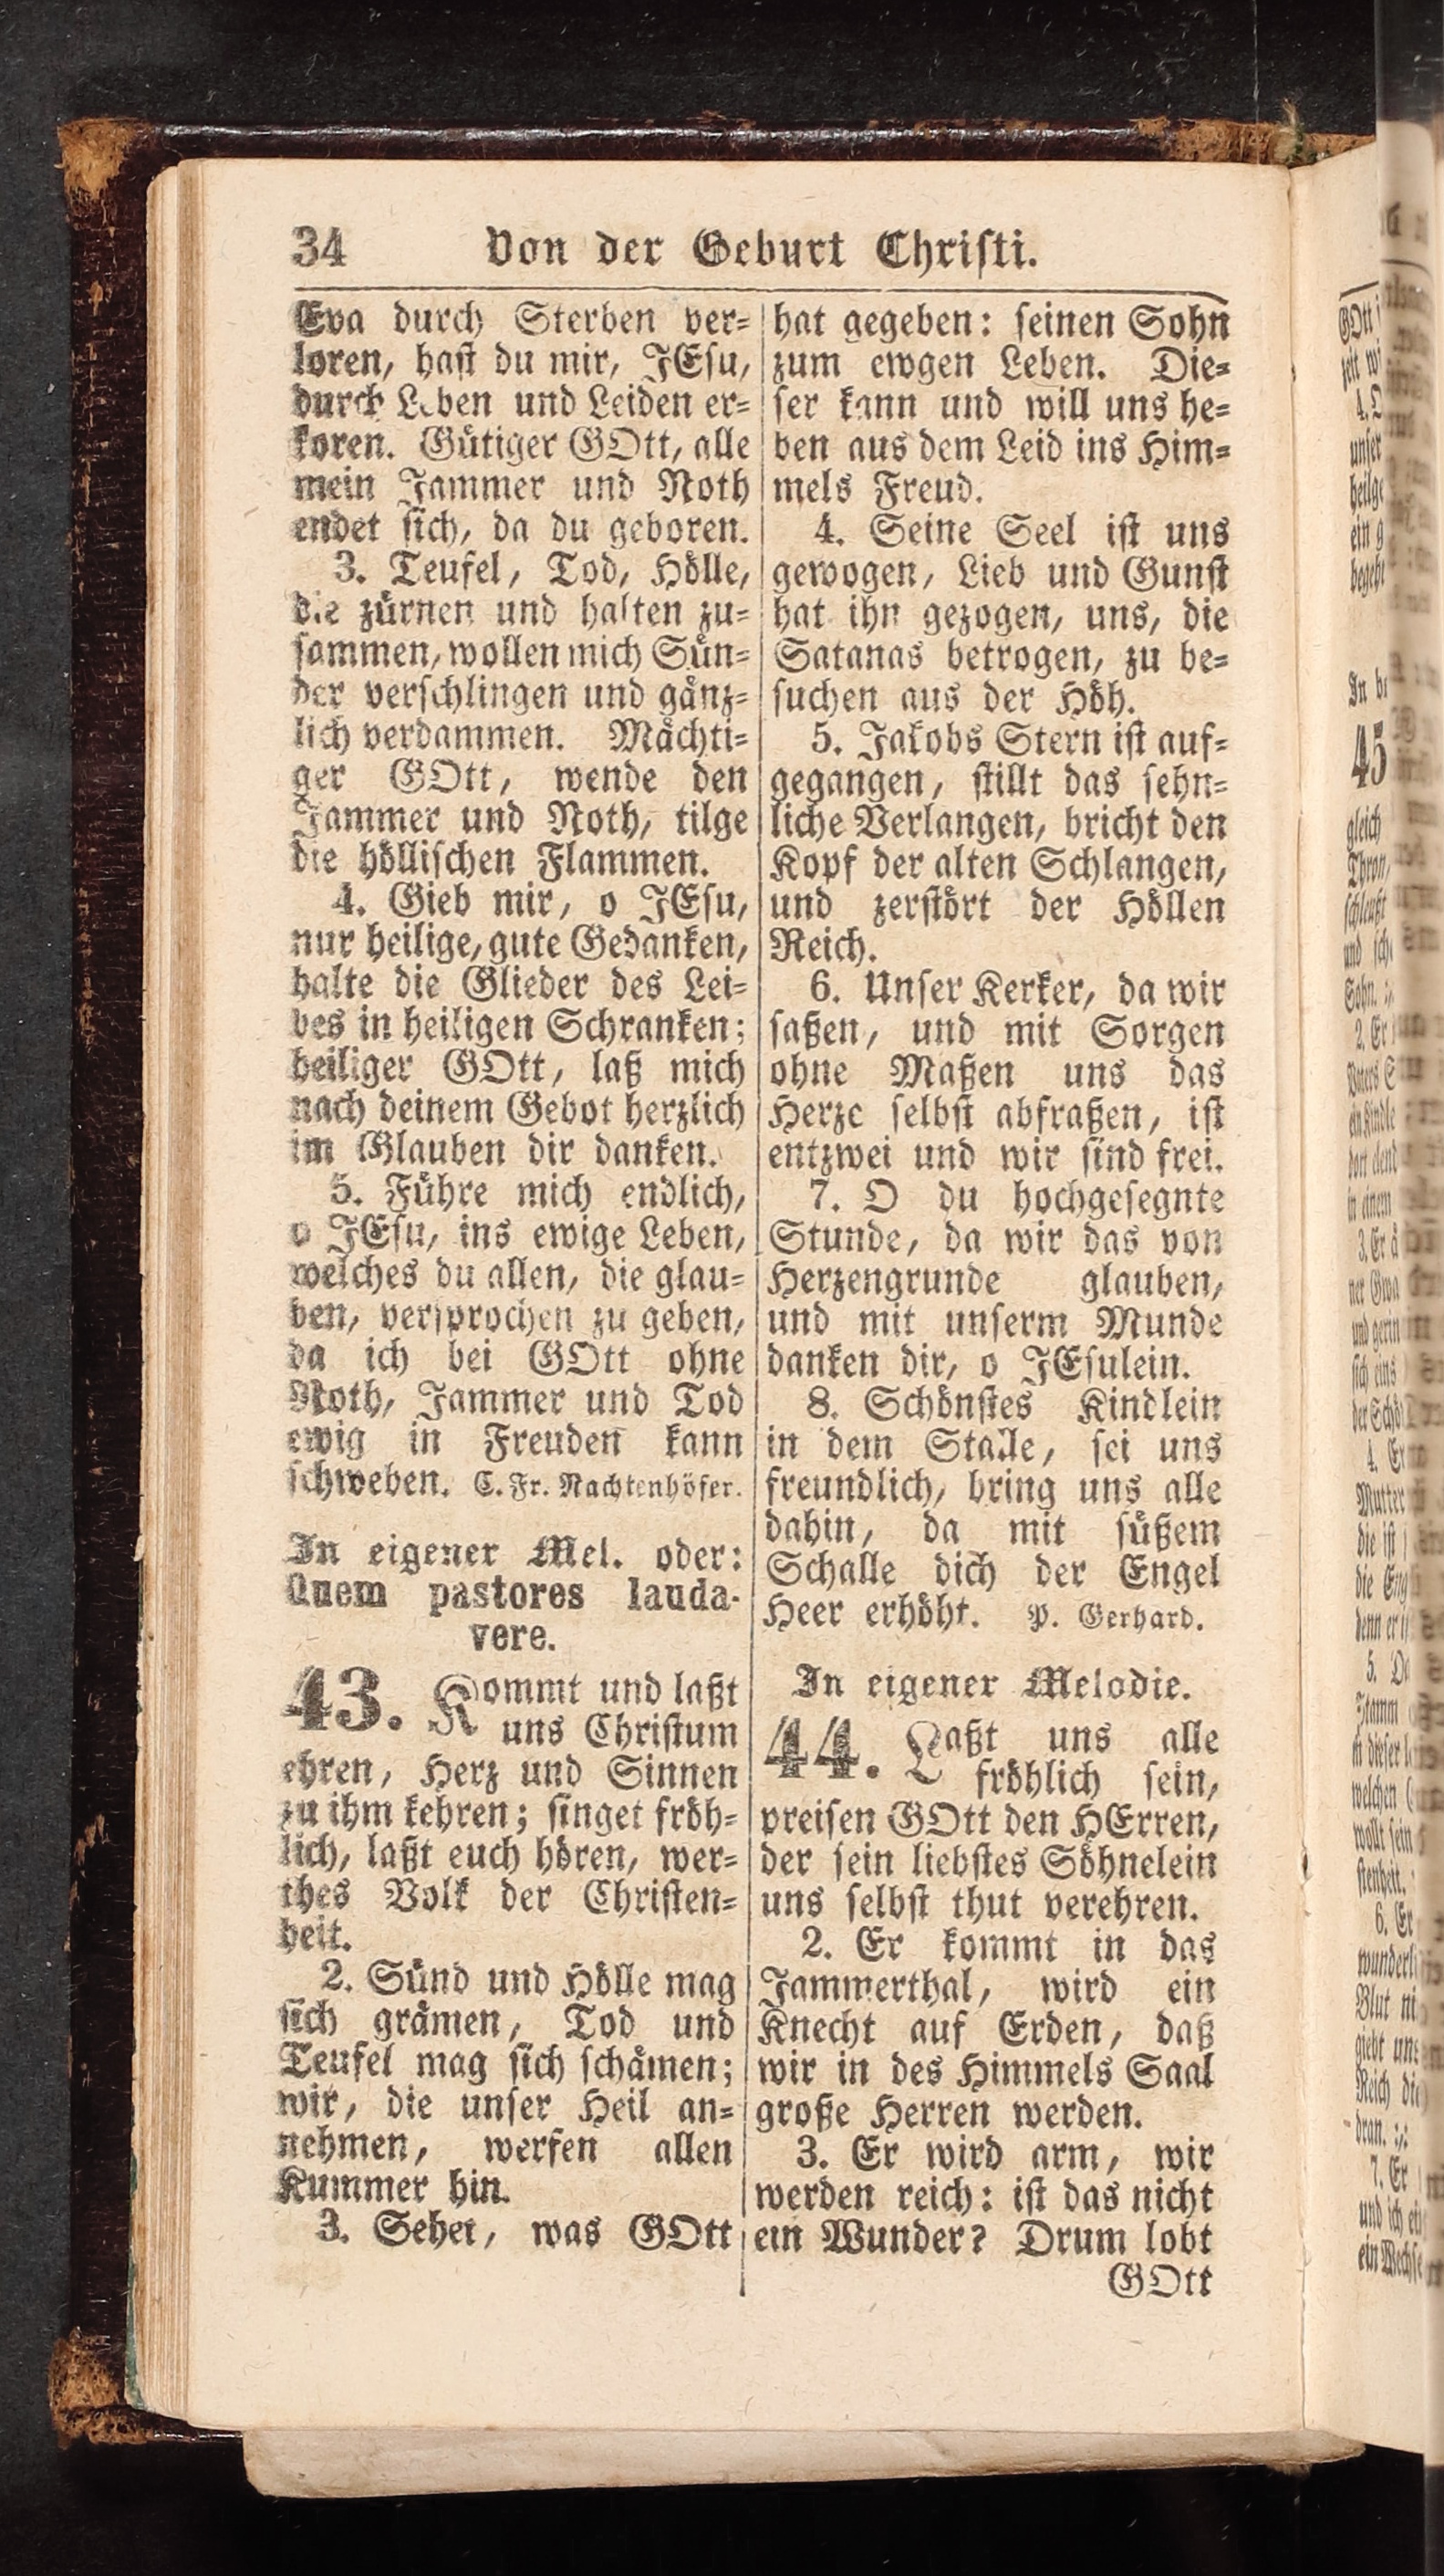 34 Von der Geburt Christi.
Eva durch Sterben ver-
loren, hast du mir, JEsu,
durch Leben und Leiden er-
koren. Gütiger GOtt, alle
mein Jammer und Noth
endet sich, da du geboren.
3. Teufel, Tod, Hölle,
die zürnen und halten zu-
sammen, wollen mich Sün-
der verschlingen und gänz-
lich verdammen. Mächti-
ger GOtt, wende den
Jammer und Noth, tilge
die höllischen Flammen.
4. Gieb mir, o JEsu,
nur heilige, gute Gedanken,
halte die Glieder des Lei-
bes in heiligen Schranken;
heiliger GOtt, laß mich
nach deinem Gebot herzlich
im Glauben dir danken.
5. Führe mich endlich,
o JEsu, ins ewige Leben,
welches du allen, die glau-
ben, versprochen zu geben,
da ich bei GOtt ohne
Noth, Jammer und Tod
ewig in Freuden kann
schweben. C. Fr. Nachtenhöfer.
In eigener Mel. oder:
Quem pastores lauda-
vere.
43. Kommt und laßt
uns Christum
ehren, Herz und Sinnen
zu ihm kehren; singet fröh-
lich, laßt euch hören, wer-
thes Volk der Christen-
heit.
2. Sünd und Hölle mag
sich grämen, Tod und
Teufel mag sich schämen;
wir, die unser Heil an-
nehmen, werfen allen
Kummer hin.
3. Sehet, was GOtt
hat gegeben: seinen Sohn
zum ewgen Leben. Die-
ser kann und will uns he-
ben aus dem Leid ins Him-
mels Freud.
4. Seine Seel ist uns
gewogen, Lieb und Gunst
hat ihn gezogen, uns, die
Satanas betrogen, zu be-
suchen aus der Höh.
5. Jakobs Stern ist auf-
gegangen, stillt das sehn-
liche Verlangen, bricht den
Kopf der alten Schlangen,
und zerstört der Höllen
Reich.
6. Unser Kerker, da wir
saßen, und mit Sorgen
ohne Maßen uns das
Herze selbst abfraßen, ist
entzwei und wir sind frei.
7. O du hochgesegnte
Stunde, da wir das von
Herzengrunde glauben,
und mit unserm Munde
danken dir, o JEsulein.
8. Schönstes Kindlein
in dem Stalle, sei uns
freundlich, bring uns alle
dahin, da mit süßem
Schalle dich der Engel
Heer erhöht. P. Gerhard.
In eigener Melodie.
44. Laßt uns alle
fröhlich sein,
preisen GOtt den HErren,
der sein liebstes Söhnelein
uns selbst thut verehren.
2. Er kommt in das
Jammerthal, wird ein
Knecht auf Erden, daß
wir in des Himmels Saal
große Herren werden.
3. Er wird arm, wir
werden reich: ist das nicht
ein Wunder? Drum lobt
GOtt